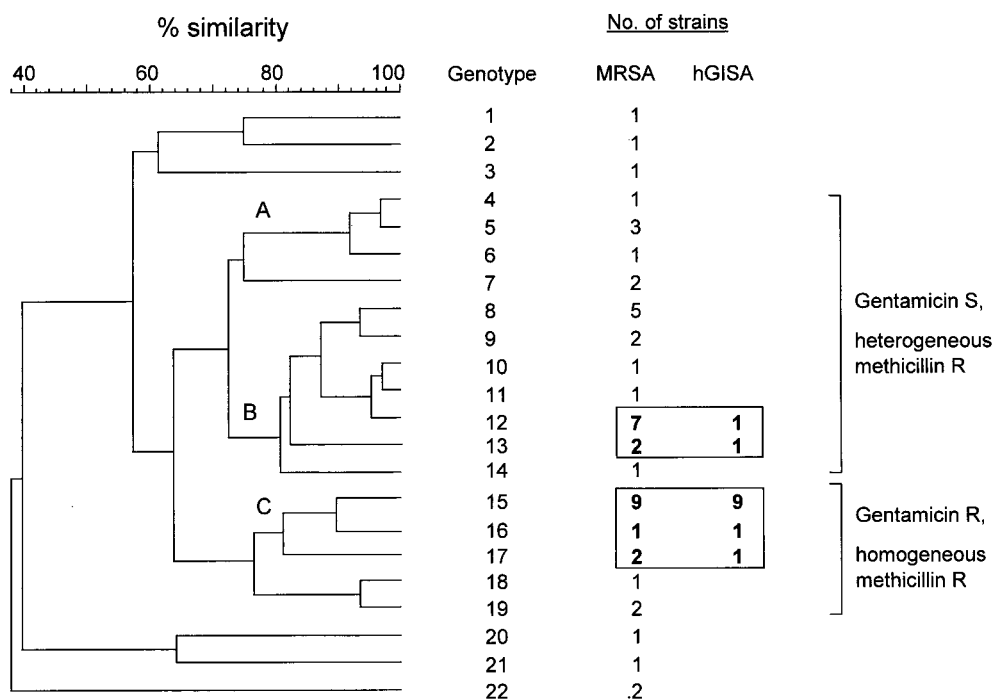 % similarity
No. of strains
40 60 80 100
Genotype MRSA hGISA
1 1
2 1
3 1
4 1
A
5 3
6 1
7 2
8 5
Gentamicin S,
9 2
heterogeneous
10 1
methicillin R
11 1
B
12 7 1
13 2 1
14 1
15 9 9
C
Gentamicin R,
16 1 1
17 2 1
homogeneous
18 1
methicillin R
19 2
20 1
21 1
22 .2